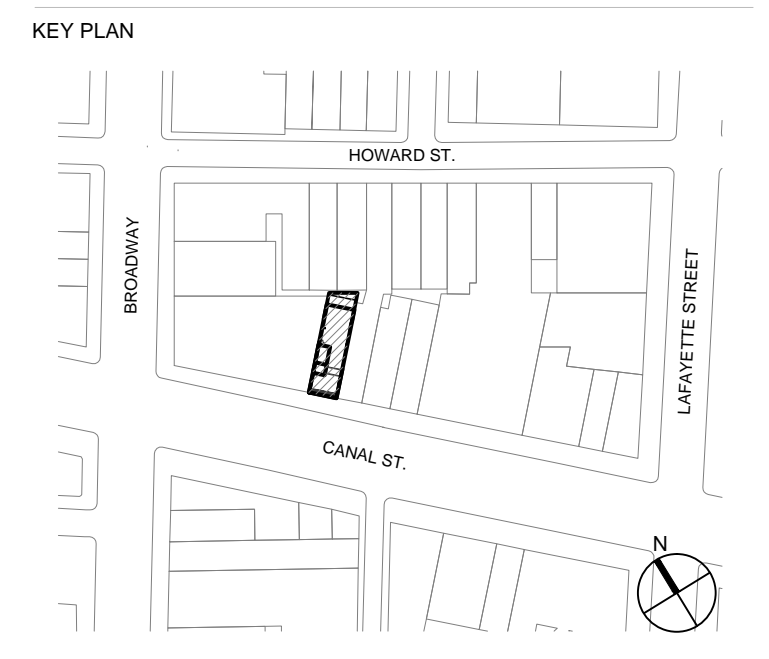 KEY PLAN
HOWARD ST.
BROADWAY
LAFAYETTE STREET
CANAL ST.
N